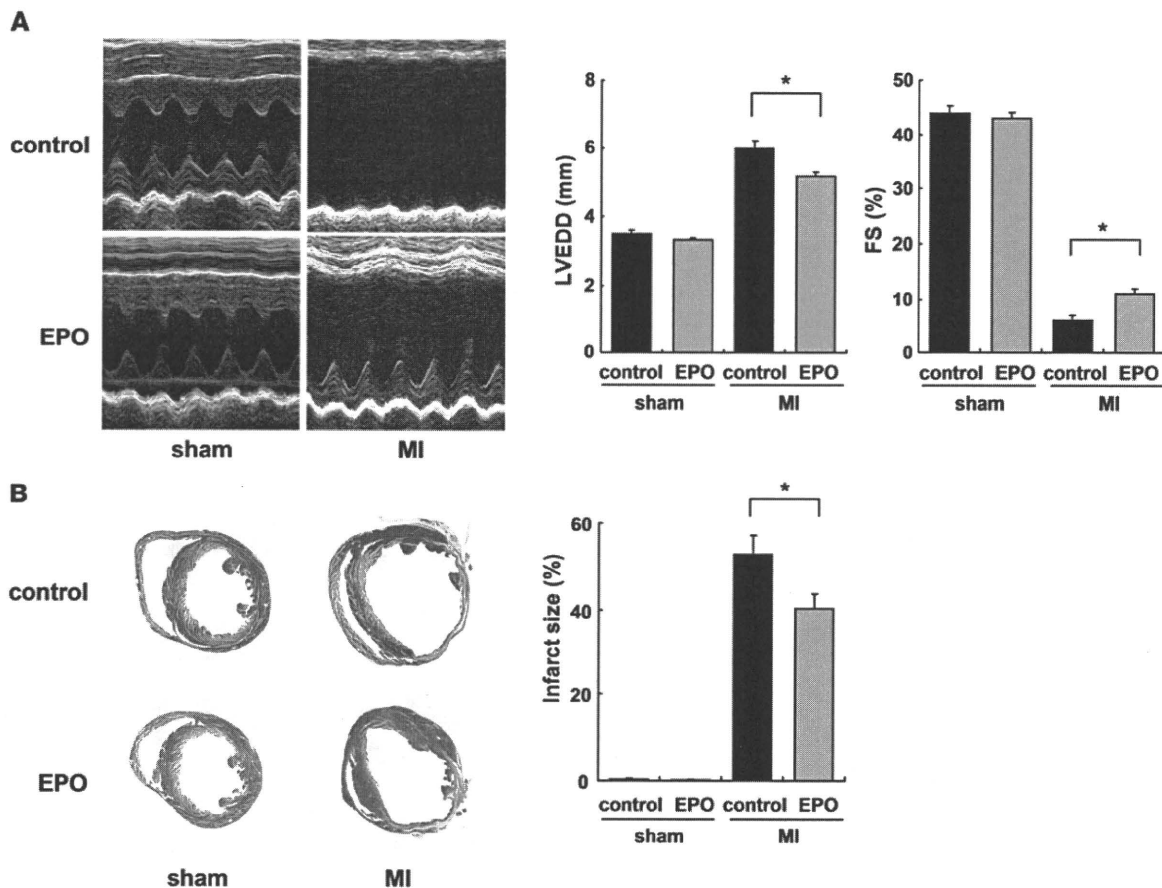 A
control
EPO
sham
MI
LVEDD (mm)
8
6
4
2
0
*
control EPO control EPO
sham MI
FS (%)
50
40
30
20
10
0
*
control EPO control EPO
sham MI
B
control
EPO
sham
MI
Infarct size (%)
60
40
20
0
*
control EPO control EPO
sham MI